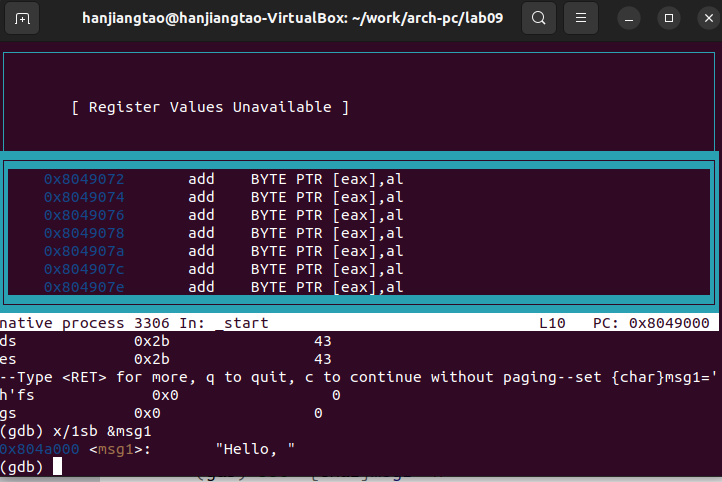 hanjiangtao@hanjiangtao-VirtualBox: ~/work/arch-pc/lab09
[ Register Values Unavailable ]
0x8049072 add BYTE PTR [eax],al
0x8049074 add BYTE PTR [eax],al
0x8049076 add BYTE PTR [eax],al
0x8049078 add BYTE PTR [eax],al
0x804907a add BYTE PTR [eax],al
0x804907c add BYTE PTR [eax],al
0x804907e add BYTE PTR [eax],al
native process 3306 In: _start L10 PC: 0x8049000
ds 0x2b 43
es 0x2b 43
--Type <RET> for more, q to quit, c to continue without paging--set {char}msg1='
h'fs 0x0 0
gs 0x0 0
(gdb) x/1sb &msg1
0x804a000 <msg1>: "Hello, "
(gdb)